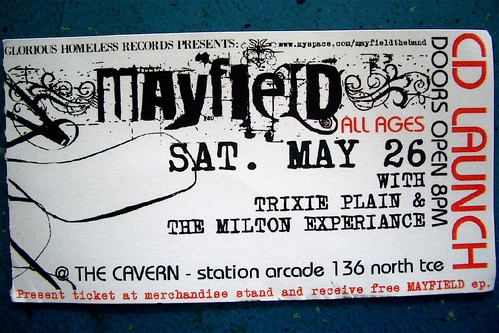 GLORIOUS HOMELESS RECORDS PRESENTS:
www.myspace.com/mayfieldtheband
mAyfIelD
ALL AGES
SAT. MAY 26
WITH
TRIXIE PLAIN &
THE MILTON EXPERIANCE
@ THE CAVERN - station arcade 136 north tce
Present ticket at merchandise stand and receive free MAYFIELD ep.
DOORS OPEN 8PM
CD LAUNCH